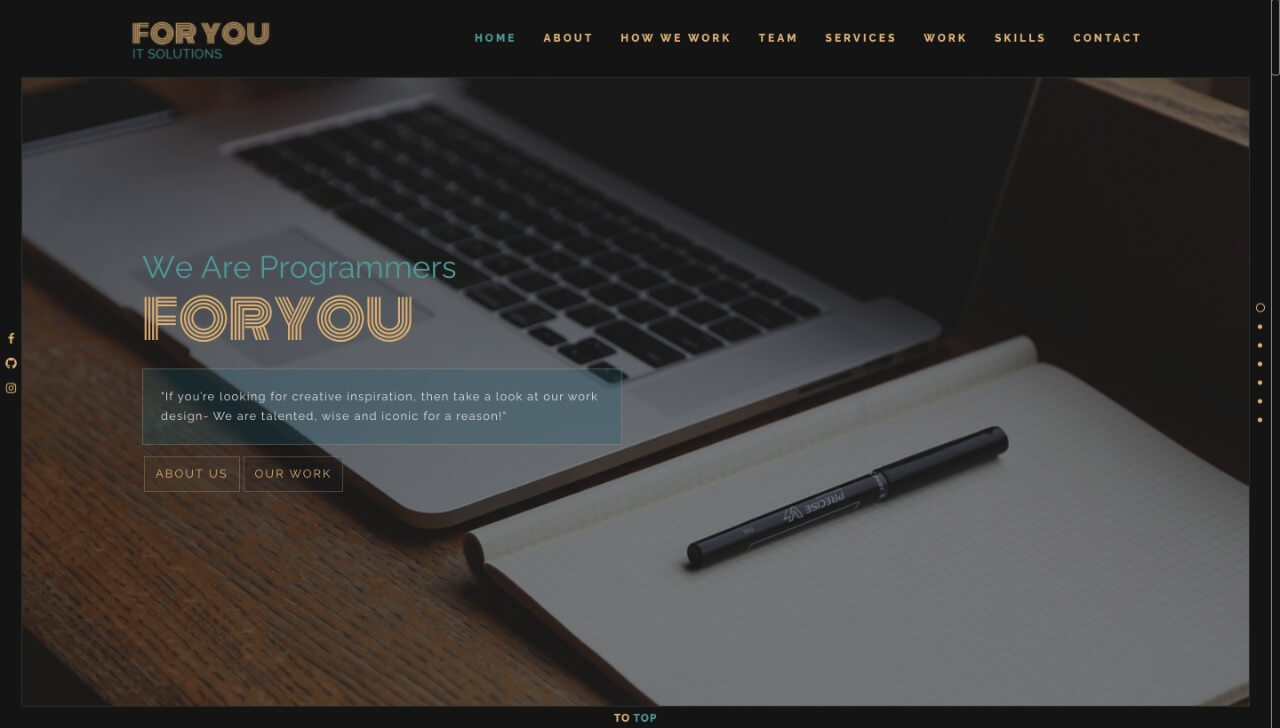 FOR YOU
IT SOLUTIONS
HOME ABOUT HOW WE WORK TEAM SERVICES WORK SKILLS CONTACT
We Are Programmers
FORYOU
"If you're looking for creative inspiration, then take a look at our work
design- We are talented, wise and iconic for a reason!"
ABOUT US OUR WORK
PRECISE V7
TO TOP